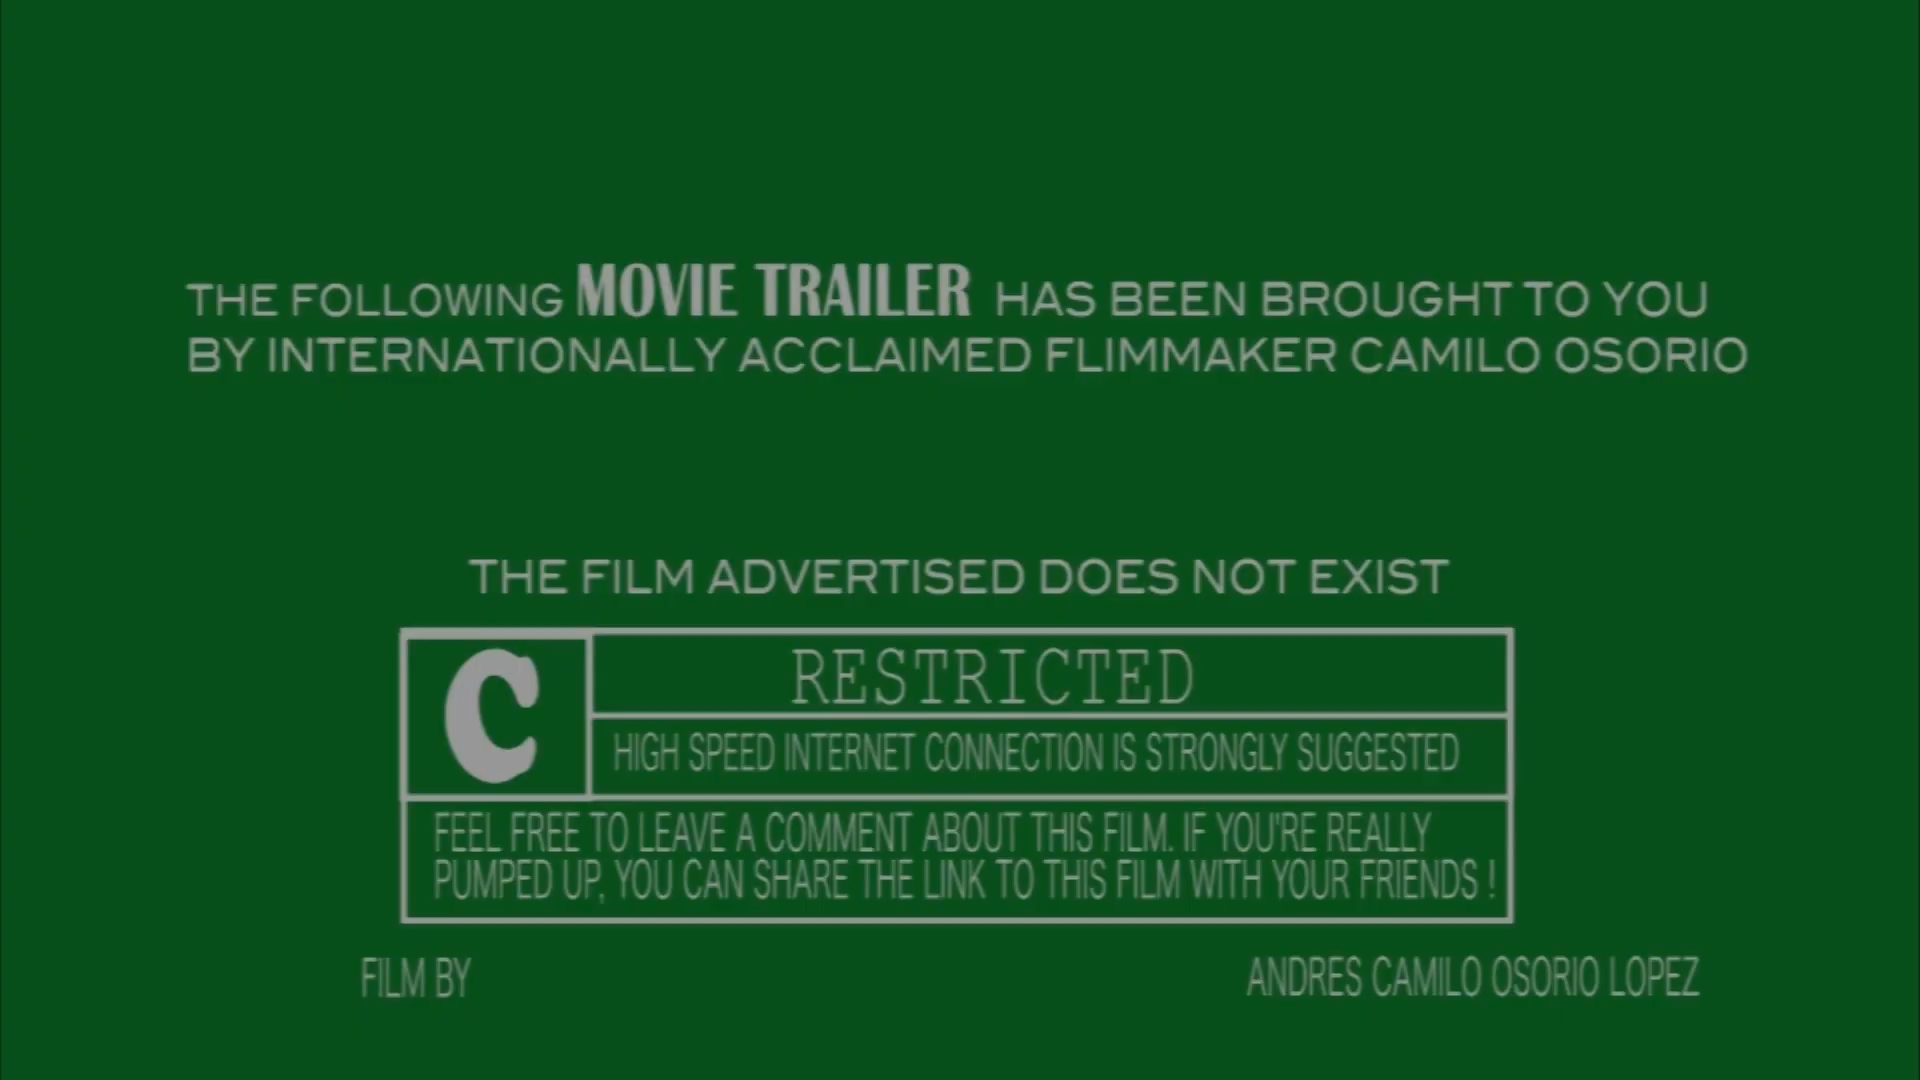 THE FOLLOWING MOVIE TRAILER HAS BEEN BROUGHT TO YOU
BY INTERNATIONALLY ACCLAIMED FLIMMAKER CAMILO OSORIO
THE FILM ADVERTISED DOES NOT EXIST
C
RESTRICTED
HIGH SPEED INTERNET CONNECTION IS STRONGLY SUGGESTED
FEEL FREE TO LEAVE A COMMENT ABOUT THIS FILM. IF YOU'RE REALLY
PUMPED UP, YOU CAN SHARE THE LINK TO THIS FILM WITH YOUR FRIENDS !
FILM BY ANDRES CAMILO OSORIO LOPEZ